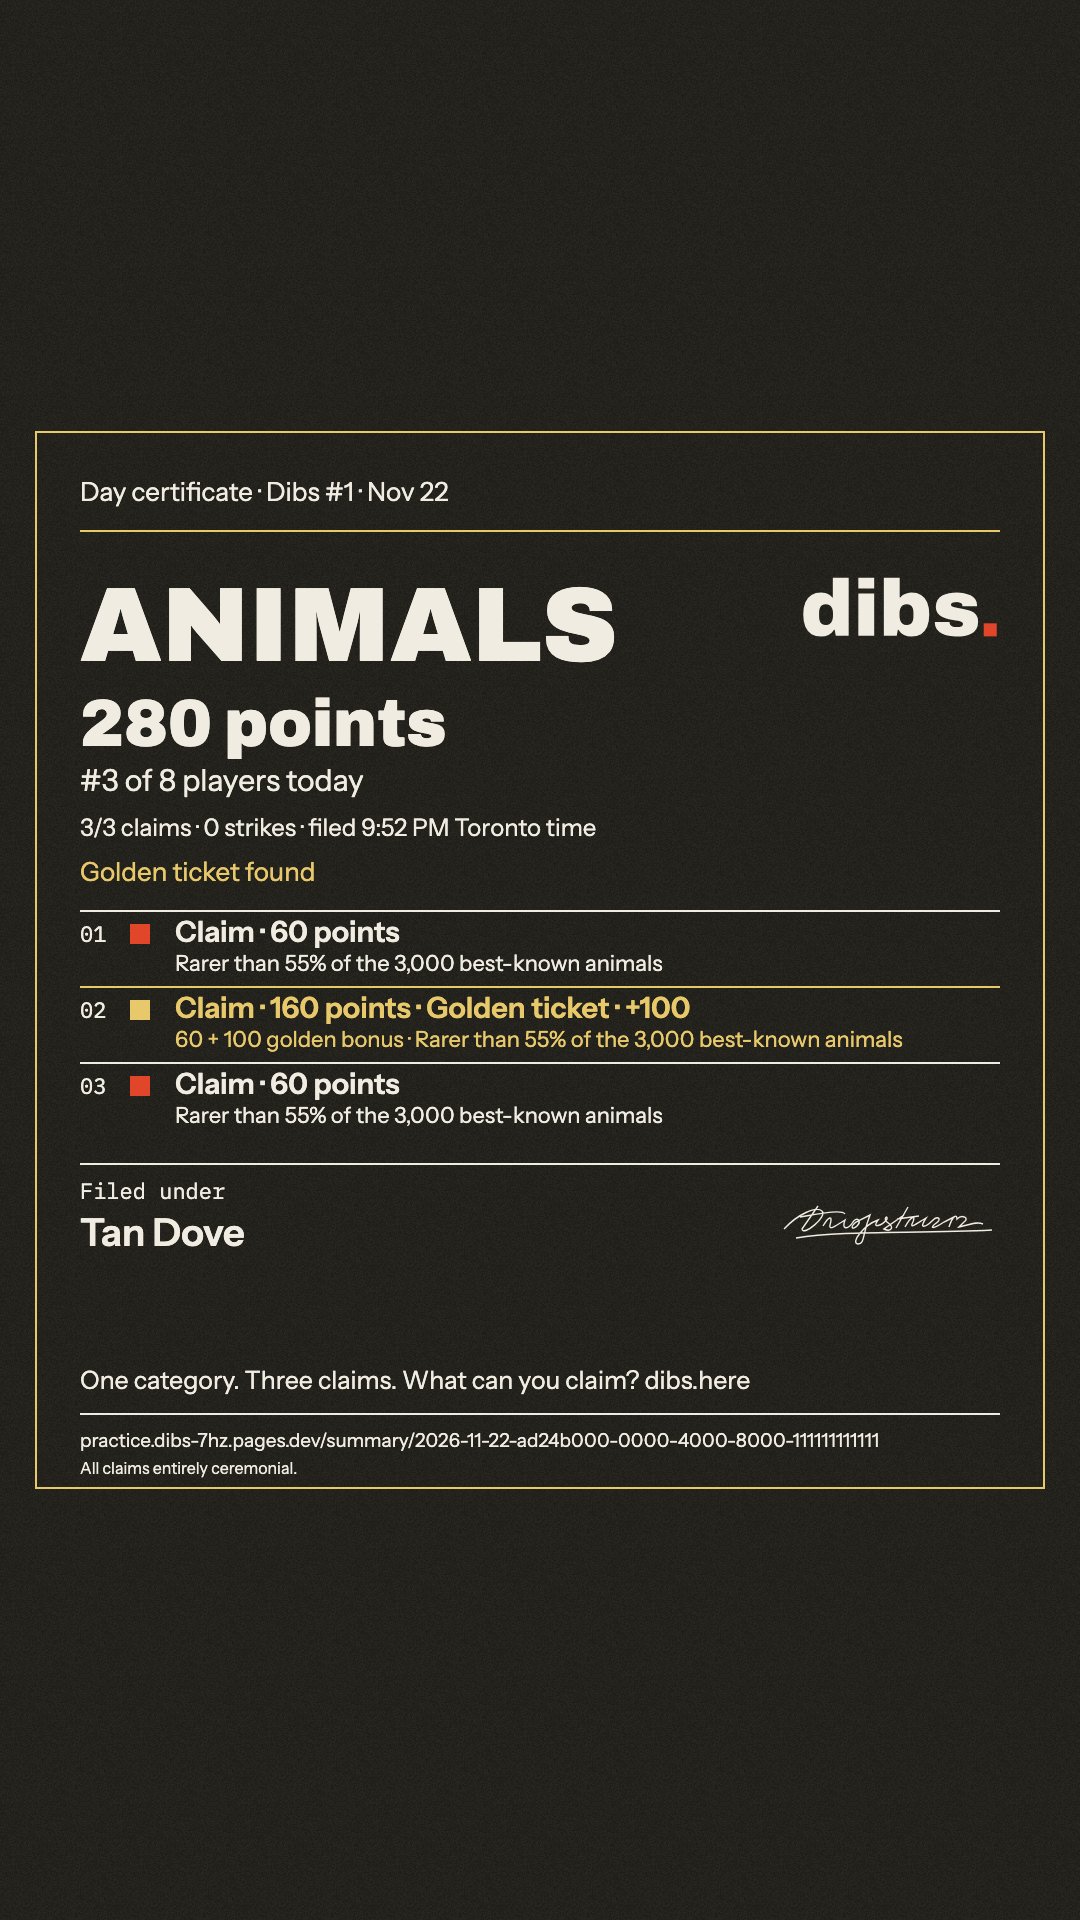 Day certificate · Dibs #1 · Nov 22
ANIMALS
dibs.
280 points
#3 of 8 players today
3/3 claims · 0 strikes · filed 9:52 PM Toronto time
Golden ticket found
01 Claim · 60 points
Rarer than 55% of the 3,000 best-known animals
02 Claim · 160 points · Golden ticket · +100
60 + 100 golden bonus · Rarer than 55% of the 3,000 best-known animals
03 Claim · 60 points
Rarer than 55% of the 3,000 best-known animals
Filed under
Tan Dove
One category. Three claims. What can you claim? dibs.here
practice.dibs-7hz.pages.dev/summary/2026-11-22-ad24b000-0000-4000-8000-111111111111
All claims entirely ceremonial.